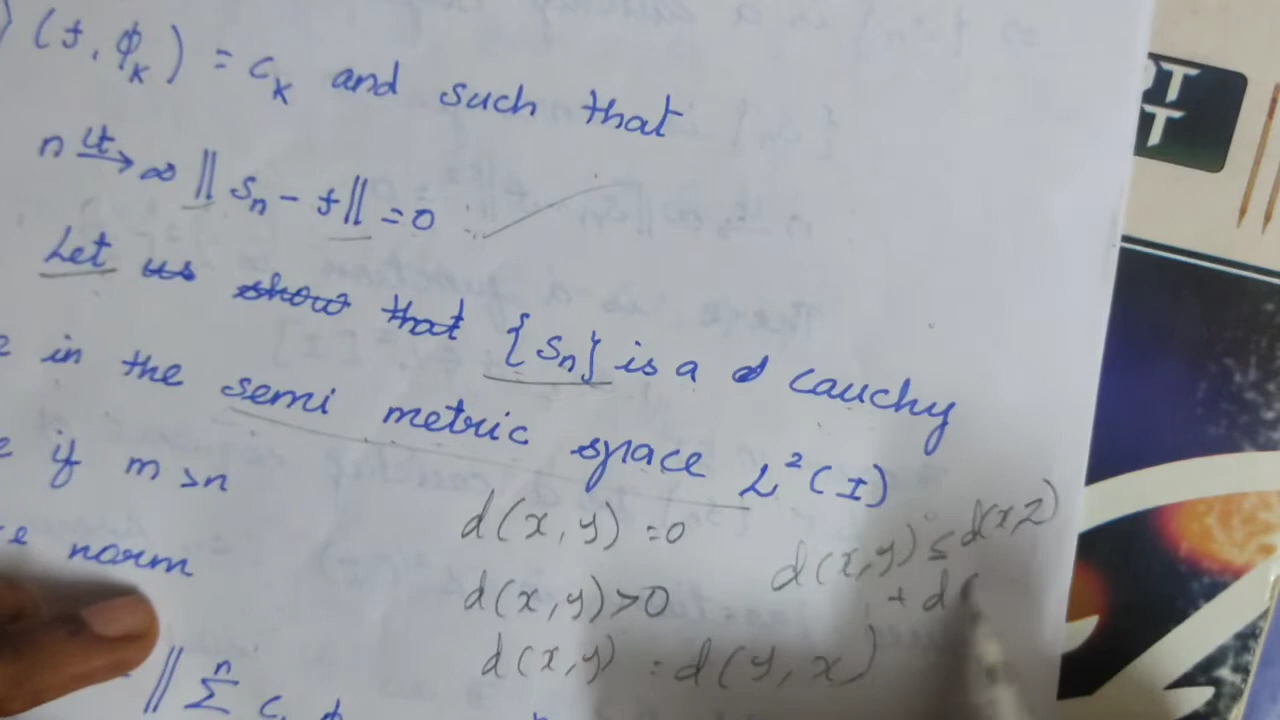 ) (f, ϕₖ) = cₖ and such that
n lt→ ∞ ‖Sₙ - f‖ = 0
Let us show that {Sₙ} is a cauchy
in the semi metric space L²(I)
if m > n
norm
d(x, y) = 0
d(x, y) > 0
d(x, y) = d(y, x)
d(x, y) ≤ d(x z)
+ d(
‖ n Σ c
PT
T